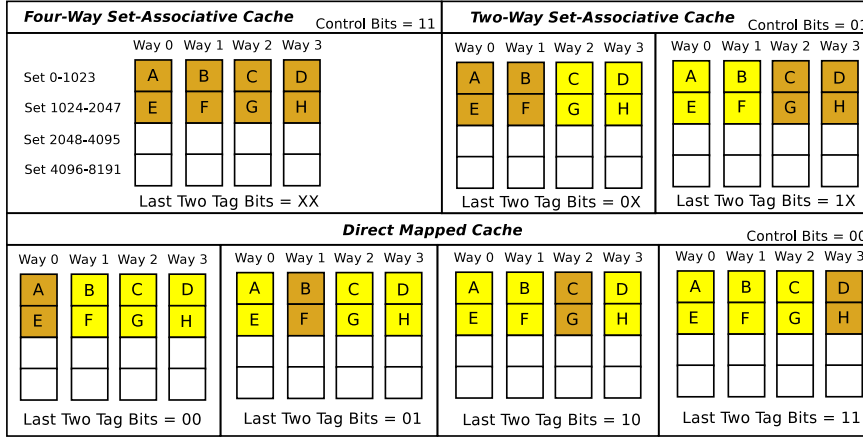 Four-Way Set-Associative Cache Control Bits = 11
Way 0 Way 1 Way 2 Way 3
Set 0-1023 A B C D
Set 1024-2047 E F G H
Set 2048-4095
Set 4096-8191
Last Two Tag Bits = XX
Two-Way Set-Associative Cache Control Bits = 01
Way 0 Way 1 Way 2 Way 3
A B C D
E F G H
Last Two Tag Bits = 0X
Way 0 Way 1 Way 2 Way 3
A B C D
E F G H
Last Two Tag Bits = 1X
Direct Mapped Cache Control Bits = 00
Way 0 Way 1 Way 2 Way 3
A B C D
E F G H
Last Two Tag Bits = 00
Way 0 Way 1 Way 2 Way 3
A B C D
E F G H
Last Two Tag Bits = 01
Way 0 Way 1 Way 2 Way 3
A B C D
E F G H
Last Two Tag Bits = 10
Way 0 Way 1 Way 2 Way 3
A B C D
E F G H
Last Two Tag Bits = 11